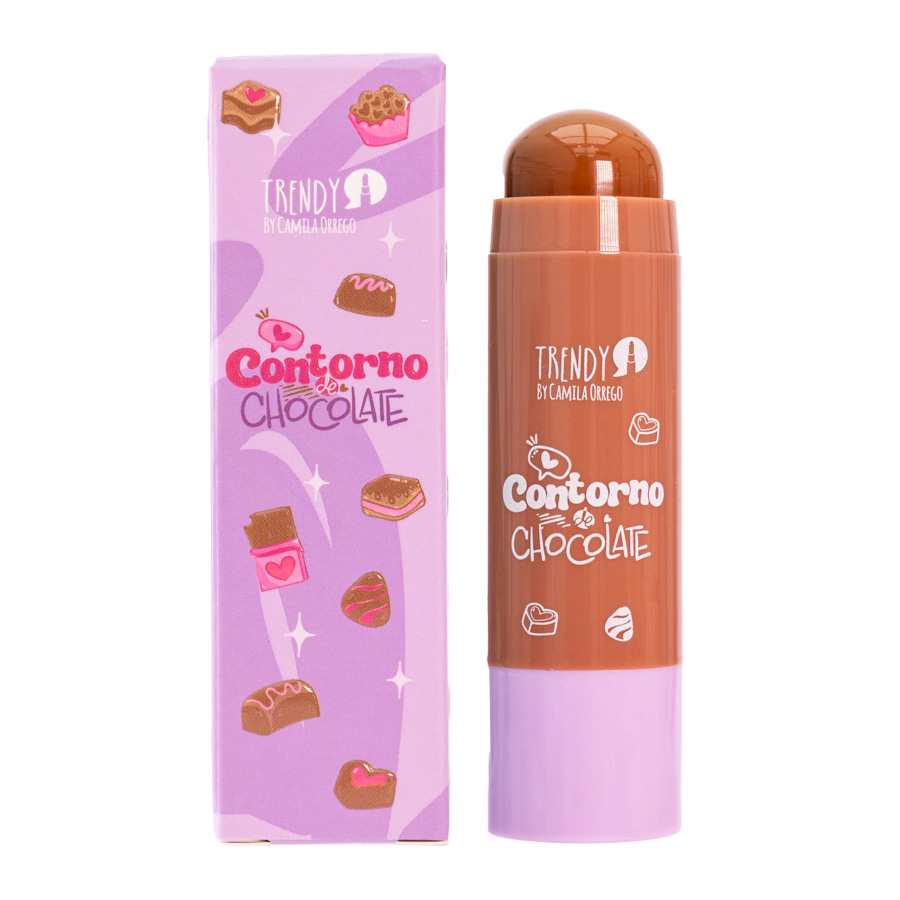 TRENDY
BY CAMILA ORREGO
Contorno
de
CHOCOLATE
TRENDY
BY CAMILA ORREGO
Contorno
de
CHOCOLATE